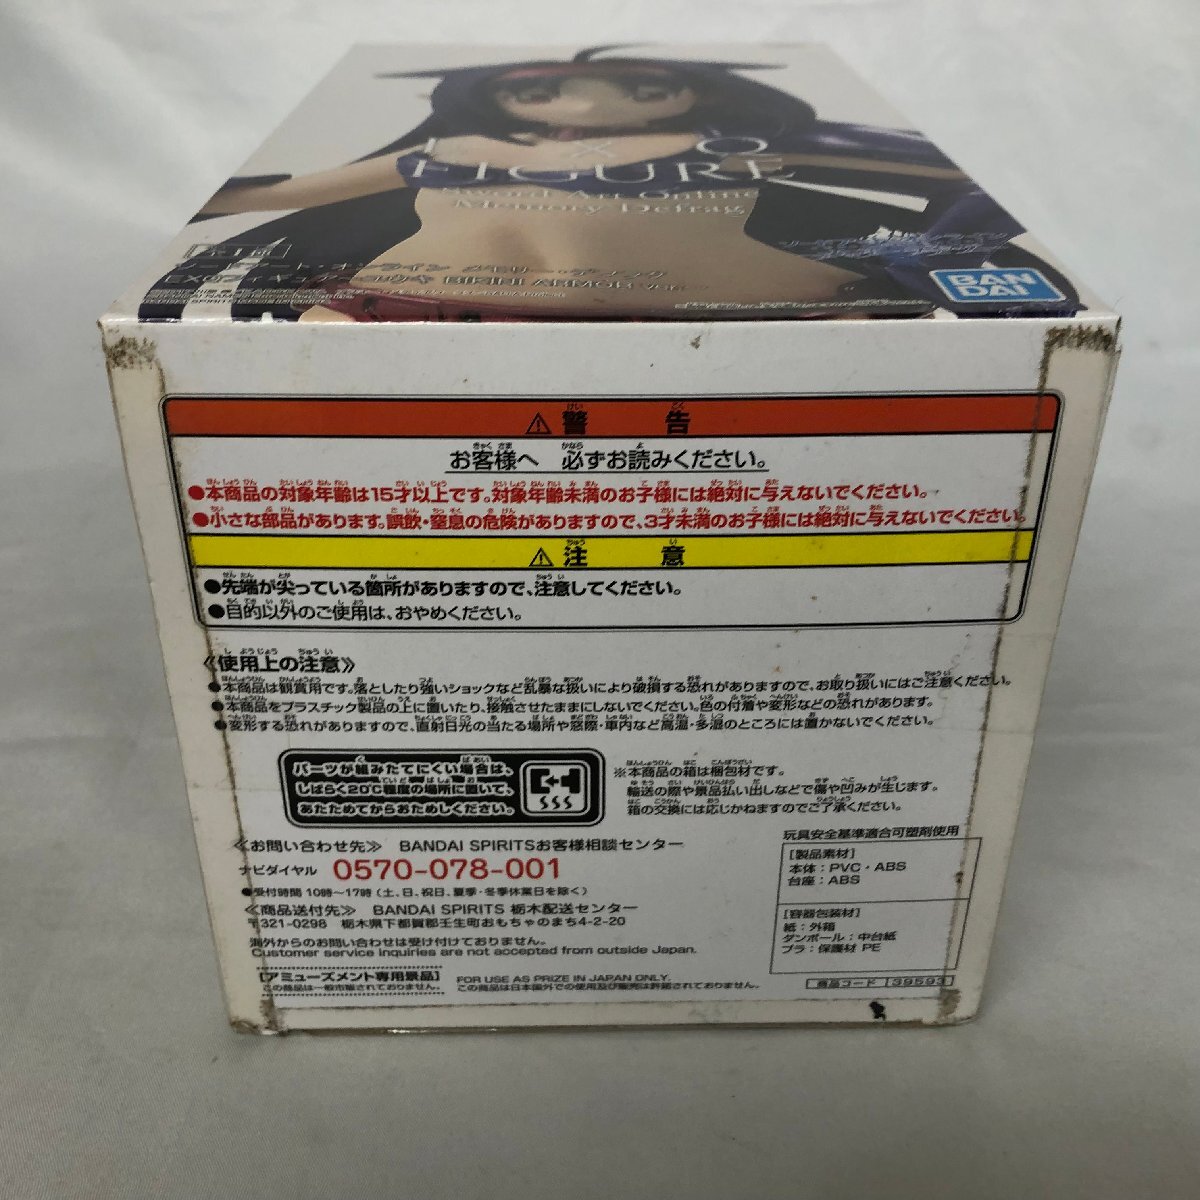 E×Q
FIGURE
Sword Art Online
Memory Defrag
BIKINI ARMOR Ver.
BAN
DAI
警告
お客様へ 必ずお読みください。
●本商品の対象年齢は15才以上です。対象年齢未満のお子様には絶対に与えないでください。
●小さな部品があります。誤飲・窒息の危険がありますので、3才未満のお子様には絶対に与えないでください。
注意
●先端が尖っている箇所がありますので、注意してください。
●目的以外のご使用は、おやめください。
《使用上の注意》
●本商品は観賞用です。落としたり強いショックなど乱暴な扱いにより破損する恐れがありますので、お取り扱いにはご注意ください。
●本商品をプラスチック製品の上に置いたり、接触させたままにしないでください。色の付着や変形などの恐れがあります。
●変形する恐れがありますので、直射日光の当たる場所や窓際・車内など高温・多湿のところには置かないでください。
パーツが組みたてにくい場合は、
しばらく20℃程度の場所に置いて、
あたためてからおためしください。
※本商品の箱は梱包材です。
輸送の際や景品払い出しなどで傷や凹みが生じます。
箱の交換には応じかねますのでご了承ください。
《お問い合わせ先》 BANDAI SPIRITSお客様相談センター
ナビダイヤル 0570-078-001
●受付時間 10時～17時（土、日、祝日、夏季・冬季休業日を除く）
《商品送付先》 BANDAI SPIRITS 栃木配送センター
〒321-0298 栃木県下都賀郡壬生町おもちゃのまち4-2-20
海外からのお問い合わせは受け付けておりません。
Customer service inquiries are not accepted from outside Japan.
[アミューズメント専用景品]
この商品は一般市販されていません。
FOR USE AS PRIZE IN JAPAN ONLY.
この商品は日本国外での使用及び販売は許諾されておりません。
玩具安全基準適合可塑剤使用
[製品素材]
本体：PVC・ABS
台座：ABS
[容器包装材]
紙：外箱
ダンボール：中台紙
プラ：保護材 PE
商品コード 39593